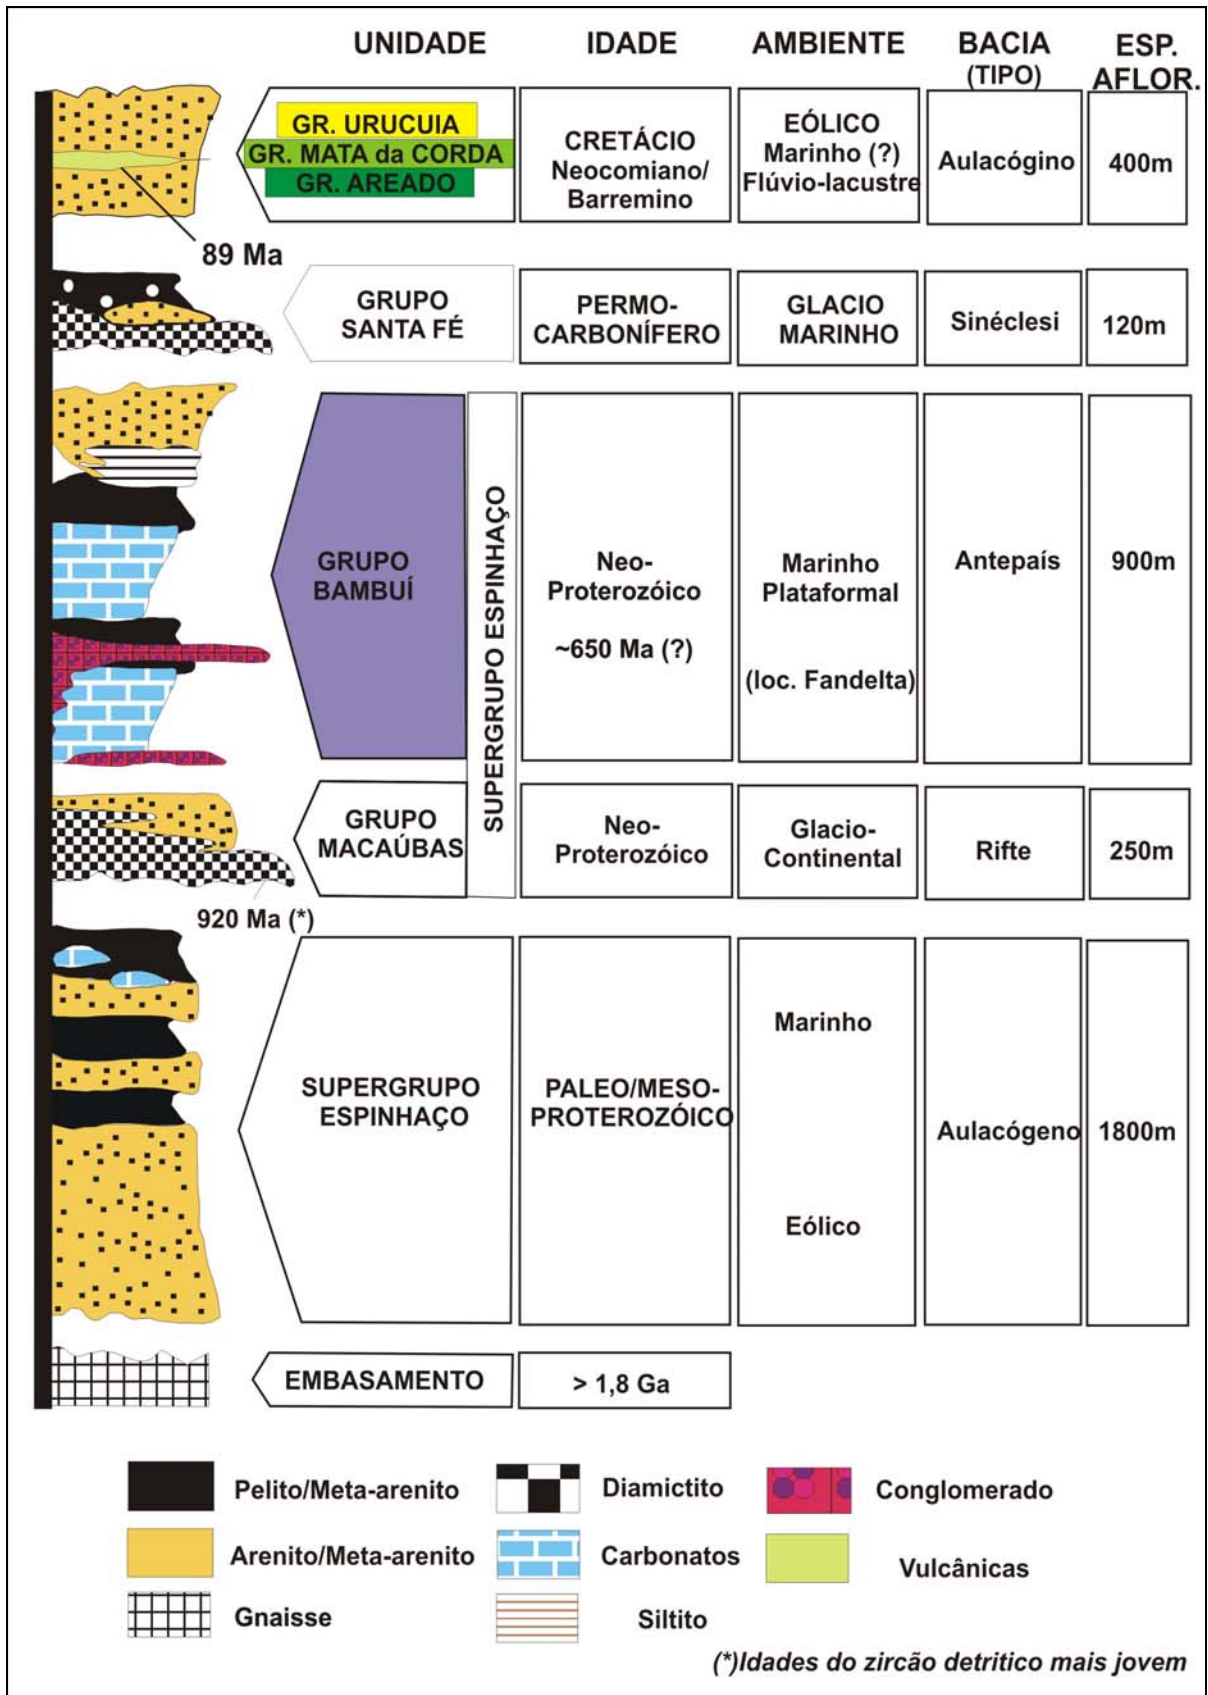 UNIDADE IDADE AMBIENTE BACIA ESP.
(TIPO) AFLOR.
GR. URUCUIA
GR. MATA da CORDA
GR. AREADO
CRETÁCIO
Neocomiano/
Barremino
EÓLICO
Marinho (?)
Flúvio-lacustre
Aulacógino
400m
89 Ma
GRUPO
SANTA FÉ
PERMO-
CARBONÍFERO
GLACIO
MARINHO
Sinéclesi
120m
GRUPO
BAMBUÍ
SUPERGRUPO ESPINHAÇO
Neo-
Proterozóico
~650 Ma (?)
Marinho
Plataformal
(loc. Fandelta)
Antepaís
900m
GRUPO
MACAÚBAS
Neo-
Proterozóico
Glacio-
Continental
Rifte
250m
920 Ma (*)
SUPERGRUPO
ESPINHAÇO
PALEO/MESO-
PROTEROZÓICO
Marinho
Eólico
Aulacógeno
1800m
EMBASAMENTO
> 1,8 Ga
Pelito/Meta-arenito
Diamictito
Conglomerado
Arenito/Meta-arenito
Carbonatos
Vulcânicas
Gnaisse
Siltito
(*)Idades do zircão detritico mais jovem